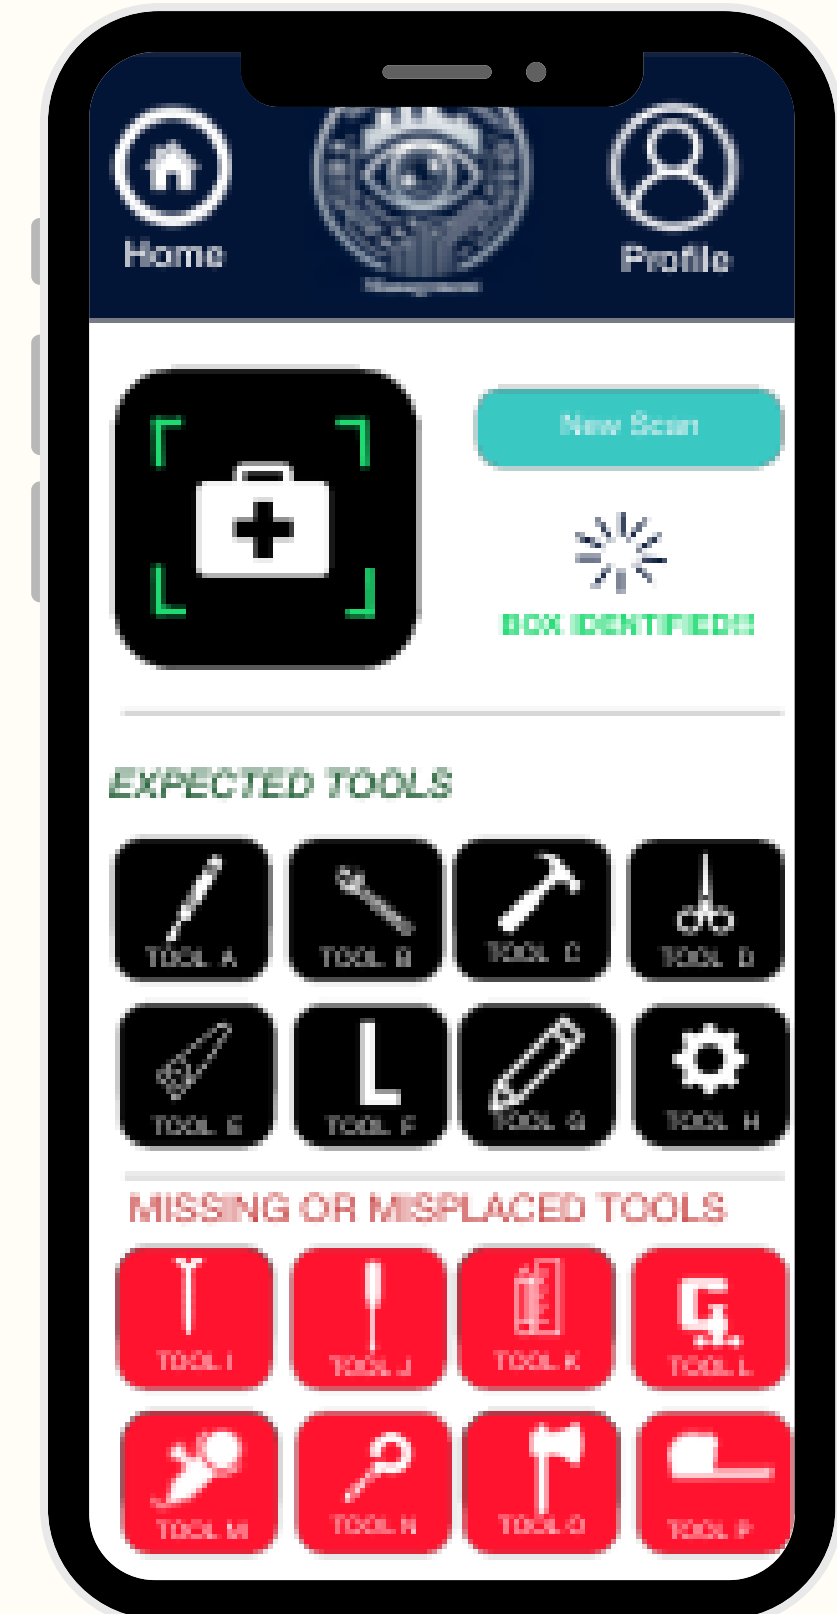 Home
Profile
Management
New Scan
BOX IDENTIFIED!!
EXPECTED TOOLS
TOOL A TOOL B TOOL C TOOL D
TOOL E TOOL F TOOL G TOOL H
MISSING OR MISPLACED TOOLS
TOOL I TOOL J TOOL K TOOL L
TOOL M TOOL N TOOL O TOOL P